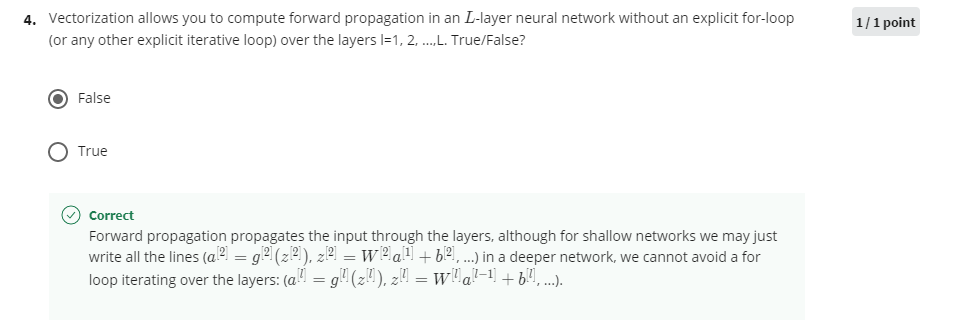 4. Vectorization allows you to compute forward propagation in an L-layer neural network without an explicit for-loop
1 / 1 point
(or any other explicit iterative loop) over the layers l=1, 2, ...,L. True/False?
False
True
Correct
Forward propagation propagates the input through the layers, although for shallow networks we may just
write all the lines (a^[2] = g^[2](z^[2]), z^[2] = W^[2]a^[1] + b^[2], ...) in a deeper network, we cannot avoid a for
loop iterating over the layers: (a^[l] = g^[l](z^[l]), z^[l] = W^[l]a^[l−1] + b^[l], ...).